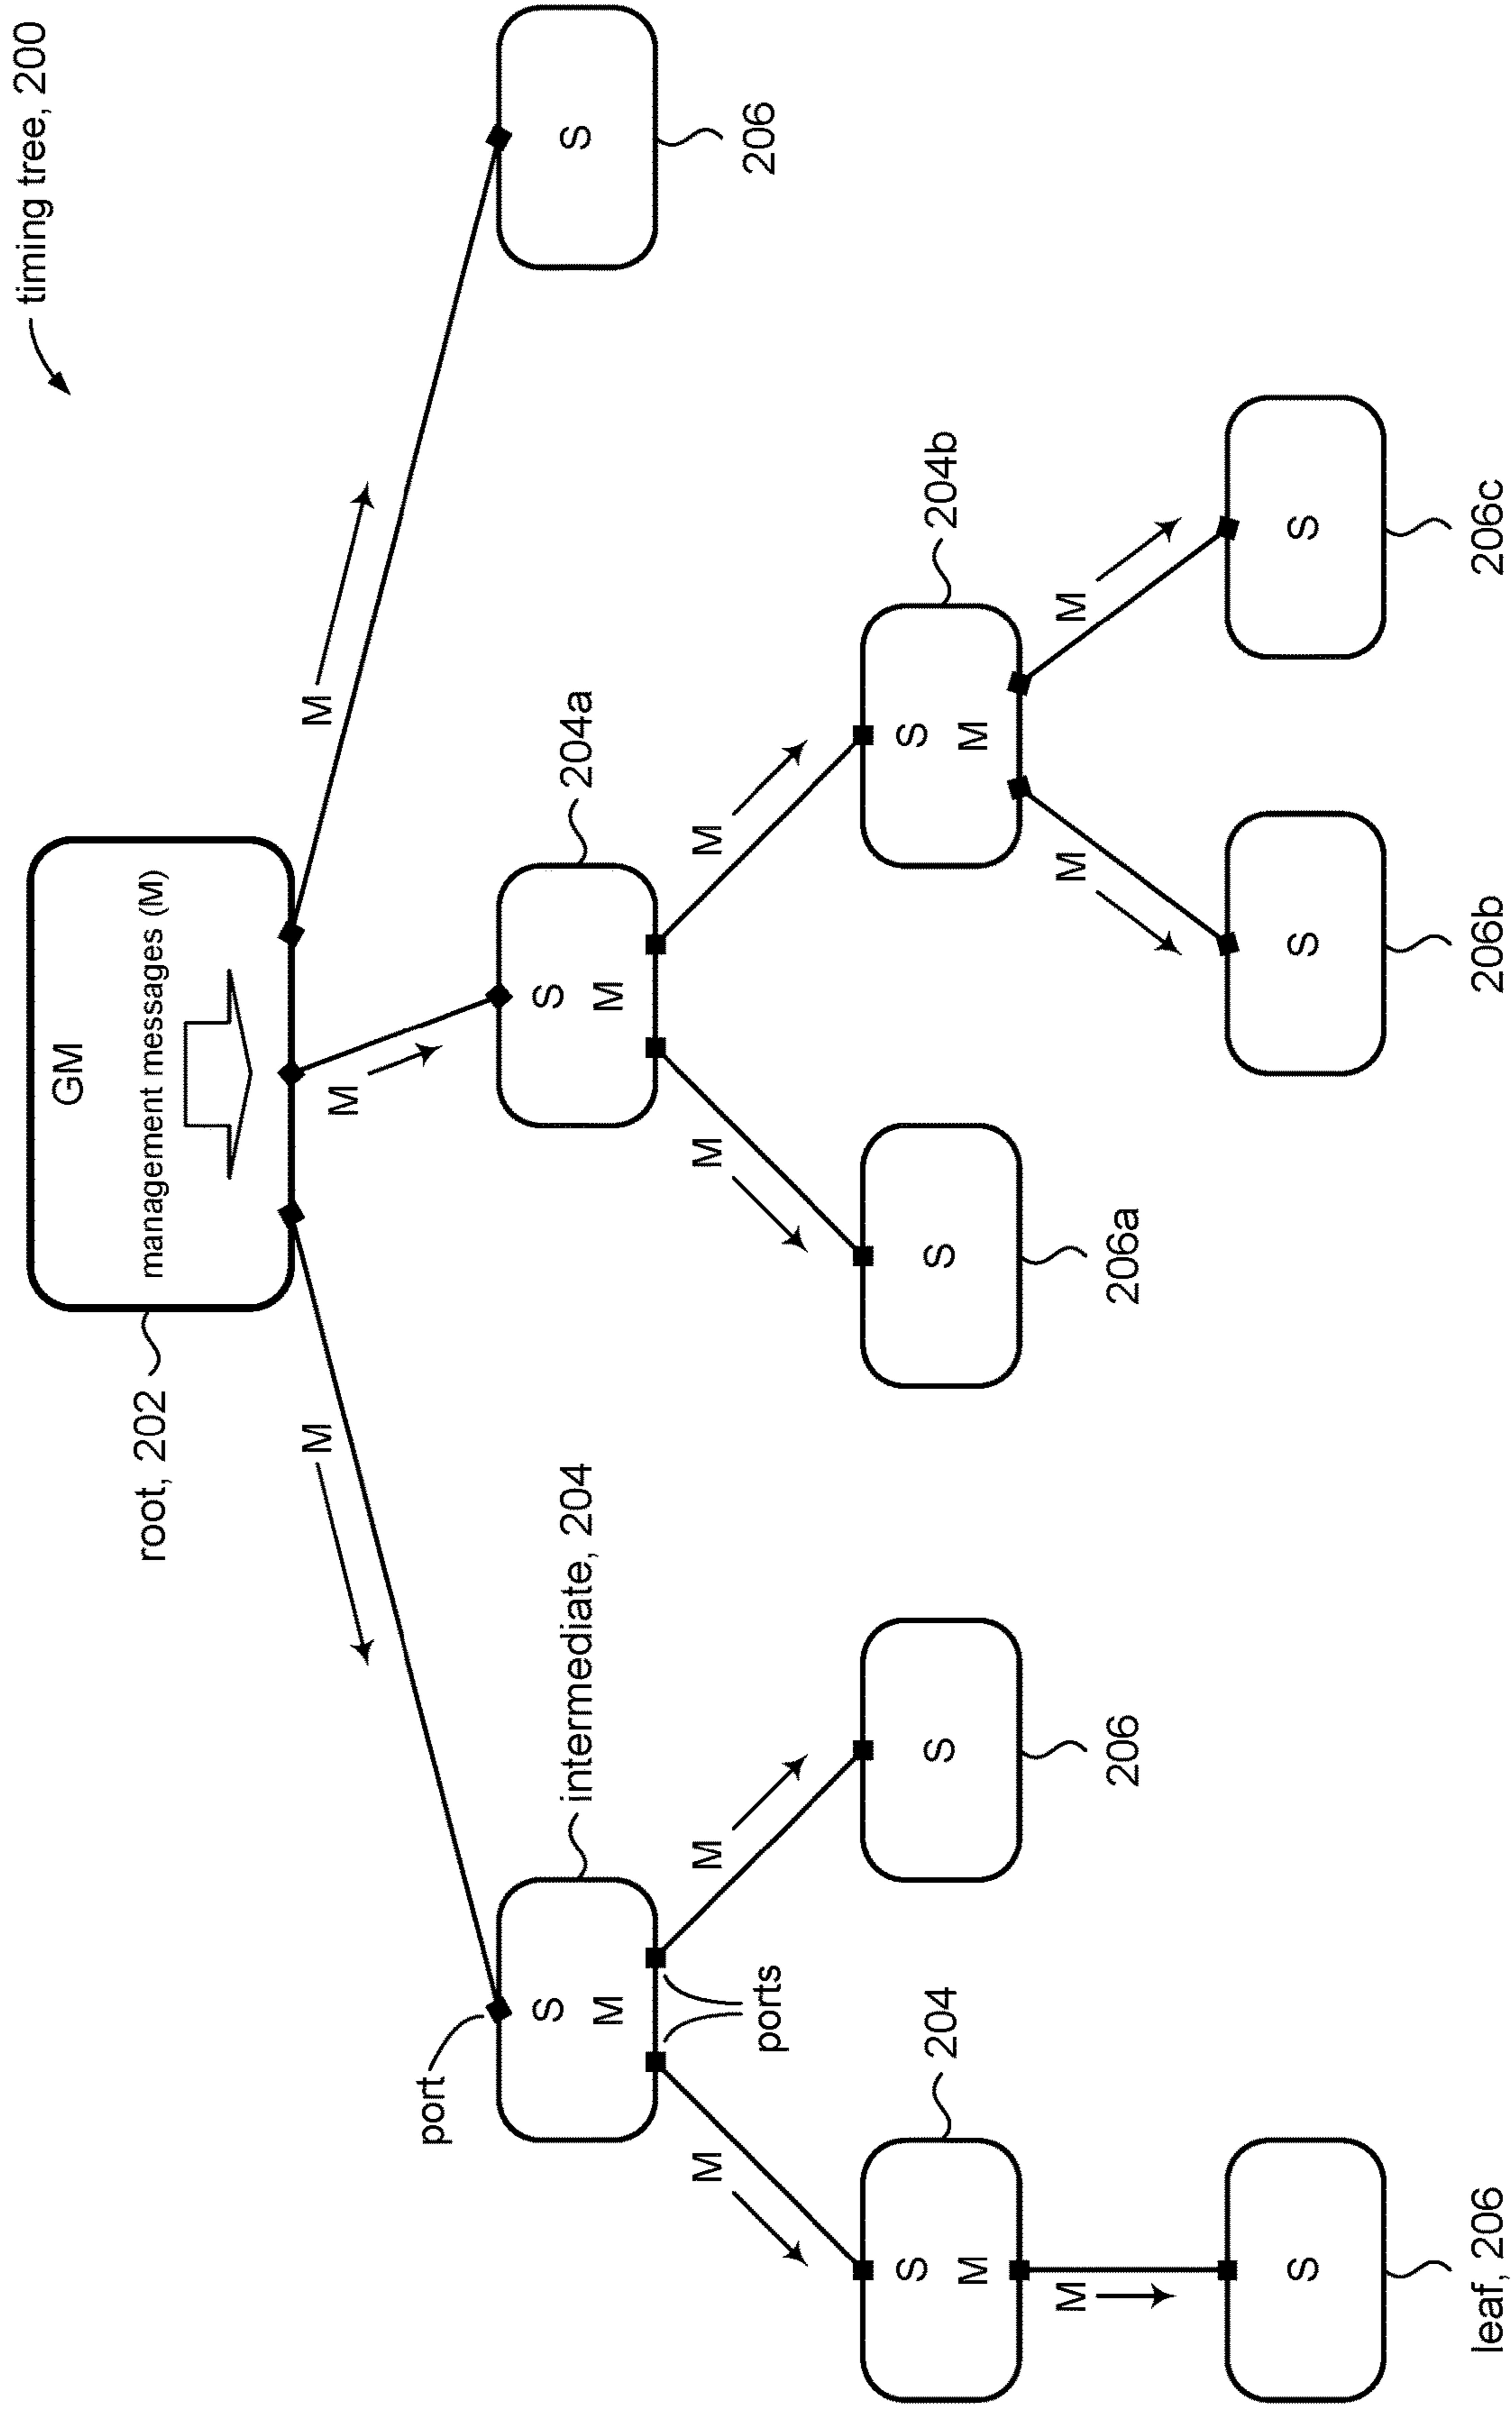 timing tree, 200
GM
management messages (M)
root, 202
M
M
M
port
S
M
intermediate, 204
S
M
204a
S
206
ports
M
M
M
M
S
M
204
S
206
S
206a
S
M
204b
M
M
M
S
leaf, 206
S
206b
S
206c